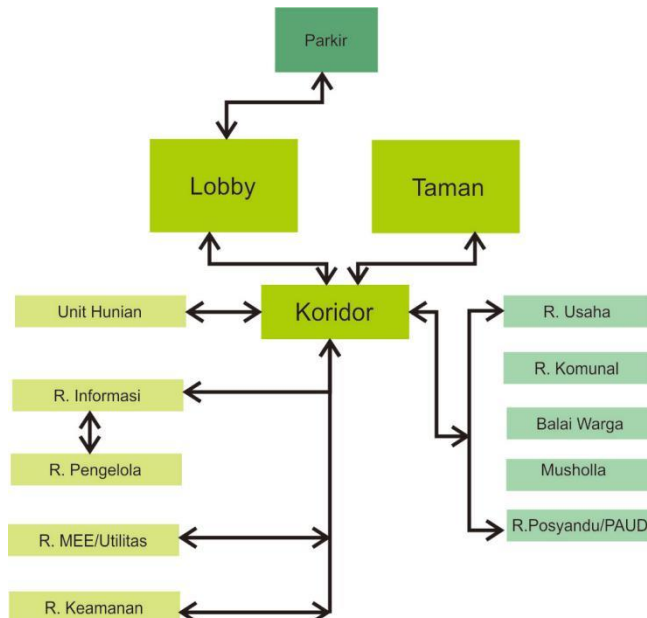 Parkir
Lobby
Taman
Koridor
Unit Hunian
R. Informasi
R. Pengelola
R. MEE/Utilitas
R. Keamanan
R. Usaha
R. Komunal
Balai Warga
Musholla
R.Posyandu/PAUD